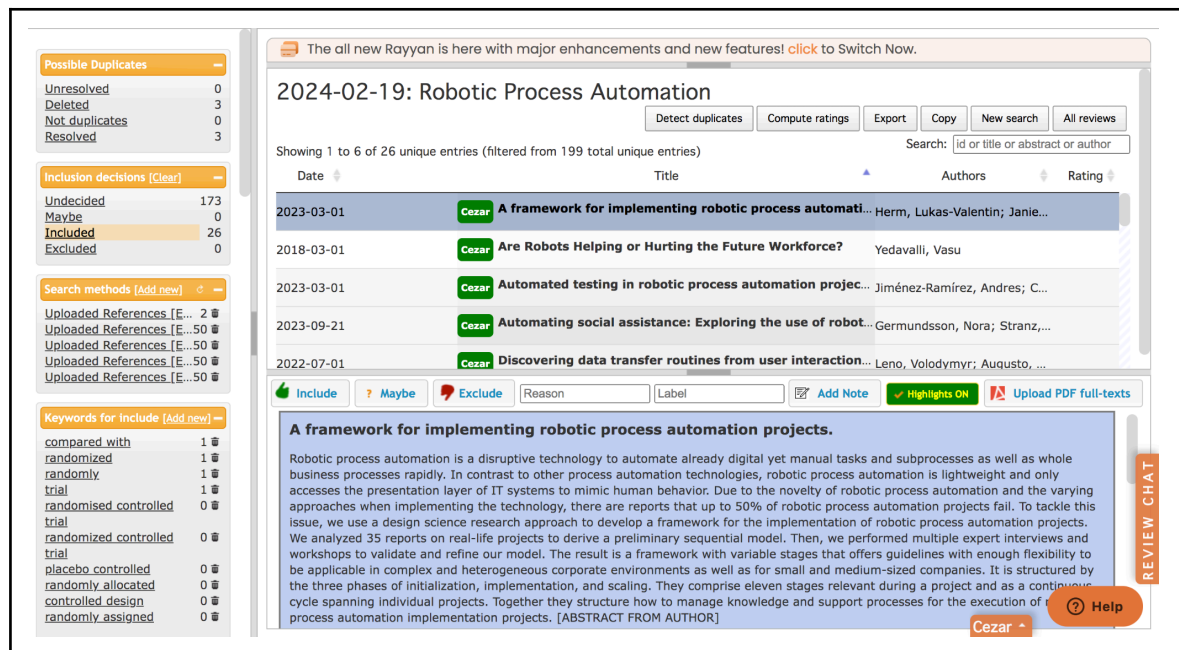 The all new Rayyan is here with major enhancements and new features! click to Switch Now.
Possible Duplicates
Unresolved 0
Deleted 3
Not duplicates 0
Resolved 3
Inclusion decisions [Clear]
Undecided 173
Maybe 0
Included 26
Excluded 0
Search methods [Add new]
Uploaded References [E... 2
Uploaded References [E...50
Uploaded References [E...50
Uploaded References [E...50
Uploaded References [E...50
Keywords for include [Add new]
compared with 1
randomized 1
randomly 1
trial 1
randomised controlled 0
trial
randomized controlled 0
trial
placebo controlled 0
randomly allocated 0
controlled design 0
randomly assigned 0
2024-02-19: Robotic Process Automation
Detect duplicates Compute ratings Export Copy New search All reviews
Showing 1 to 6 of 26 unique entries (filtered from 199 total unique entries)
Search: id or title or abstract or author
Date Title Authors Rating
2023-03-01 Cezar A framework for implementing robotic process automati... Herm, Lukas-Valentin; Janie...
2018-03-01 Cezar Are Robots Helping or Hurting the Future Workforce? Yedavalli, Vasu
2023-03-01 Cezar Automated testing in robotic process automation projec... Jiménez-Ramírez, Andres; C...
2023-09-21 Cezar Automating social assistance: Exploring the use of robot... Germundsson, Nora; Stranz,...
2022-07-01 Cezar Discovering data transfer routines from user interaction... Leno, Volodymyr; Augusto, ...
Include ? Maybe Exclude Reason Label Add Note Highlights ON Upload PDF full-texts
A framework for implementing robotic process automation projects.
Robotic process automation is a disruptive technology to automate already digital yet manual tasks and subprocesses as well as whole
business processes rapidly. In contrast to other process automation technologies, robotic process automation is lightweight and only
accesses the presentation layer of IT systems to mimic human behavior. Due to the novelty of robotic process automation and the varying
approaches when implementing the technology, there are reports that up to 50% of robotic process automation projects fail. To tackle this
issue, we use a design science research approach to develop a framework for the implementation of robotic process automation projects.
We analyzed 35 reports on real-life projects to derive a preliminary sequential model. Then, we performed multiple expert interviews and
workshops to validate and refine our model. The result is a framework with variable stages that offers guidelines with enough flexibility to
be applicable in complex and heterogeneous corporate environments as well as for small and medium-sized companies. It is structured by
the three phases of initialization, implementation, and scaling. They comprise eleven stages relevant during a project and as a continuous
cycle spanning individual projects. Together they structure how to manage knowledge and support processes for the execution of
process automation implementation projects. [ABSTRACT FROM AUTHOR]
REVIEW CHAT
Help
Cezar